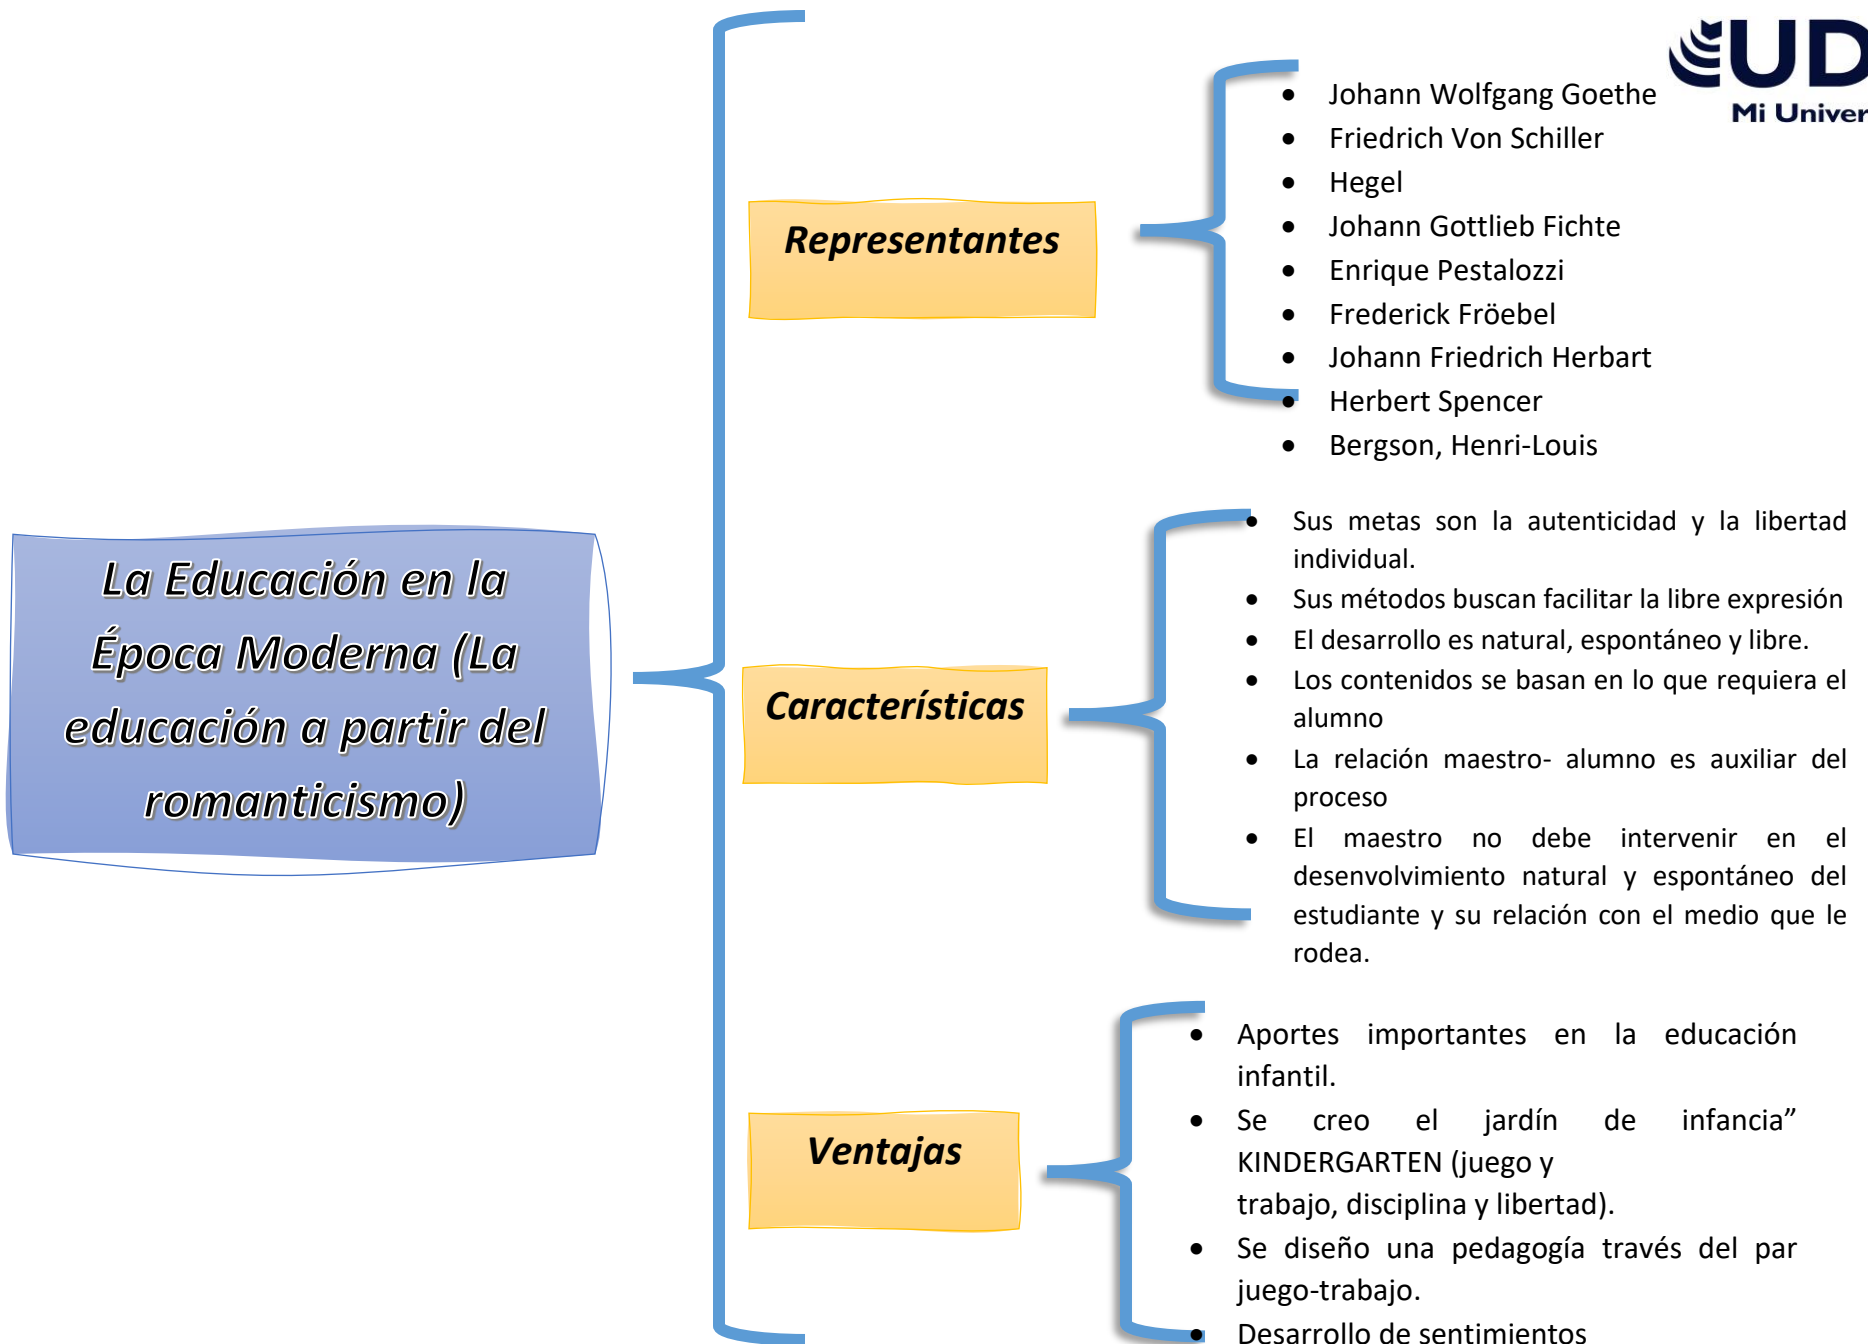 UD
Mi Univer
Representantes
• Johann Wolfgang Goethe
• Friedrich Von Schiller
• Hegel
• Johann Gottlieb Fichte
• Enrique Pestalozzi
• Frederick Fröebel
• Johann Friedrich Herbart
• Herbert Spencer
• Bergson, Henri-Louis
La Educación en la
Época Moderna (La
educación a partir del
romanticismo)
Características
• Sus metas son la autenticidad y la libertad
individual.
• Sus métodos buscan facilitar la libre expresión
• El desarrollo es natural, espontáneo y libre.
• Los contenidos se basan en lo que requiera el
alumno
• La relación maestro- alumno es auxiliar del
proceso
• El maestro no debe intervenir en el
desenvolvimiento natural y espontáneo del
estudiante y su relación con el medio que le
rodea.
Ventajas
• Aportes importantes en la educación
infantil.
• Se creo el jardín de infancia”
KINDERGARTEN (juego y
trabajo, disciplina y libertad).
• Se diseño una pedagogía través del par
juego-trabajo.
• Desarrollo de sentimientos